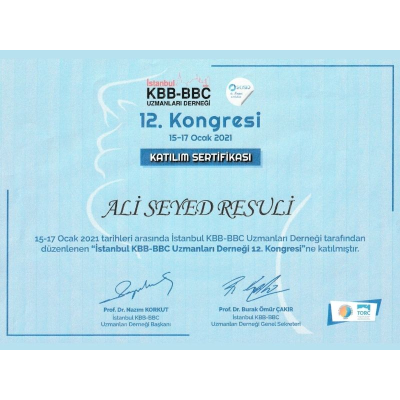 İstanbul
KBB-BBC
UZMANLARI DERNEĞİ
12. Kongresi
15-17 Ocak 2021
KATILIM SERTİFİKASI
ALİ SEYED RESULİ
15-17 Ocak 2021 tarihleri arasında İstanbul KBB-BBC Uzmanları Derneği tarafından
düzenlenen “İstanbul KBB-BBC Uzmanları Derneği 12. Kongresi”ne katılmıştır.
Prof. Dr. Nazım KORKUT
İstanbul KBB-BBC
Uzmanları Derneği Başkanı
Prof. Dr. Burak Ömür ÇAKIR
İstanbul KBB-BBC
Uzmanları Derneği Genel Sekreteri